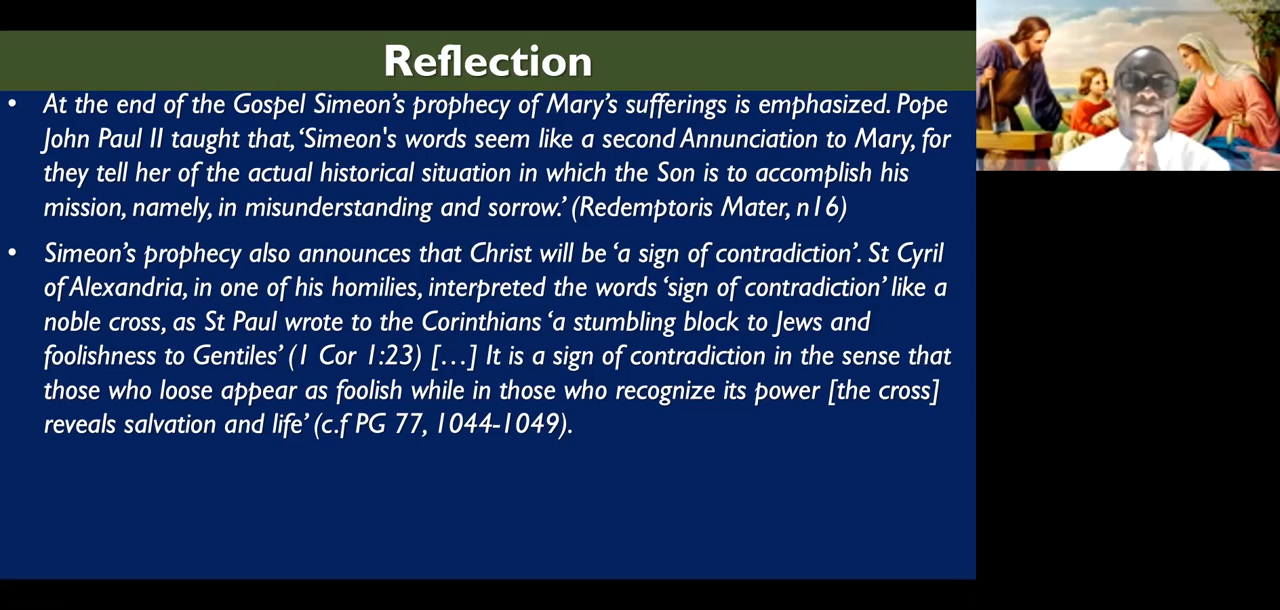 Reflection
• At the end of the Gospel Simeon’s prophecy of Mary’s sufferings is emphasized. Pope
John Paul II taught that, ‘Simeon's words seem like a second Annunciation to Mary, for
they tell her of the actual historical situation in which the Son is to accomplish his
mission, namely, in misunderstanding and sorrow.’ (Redemptoris Mater, n16)
• Simeon’s prophecy also announces that Christ will be ‘a sign of contradiction’. St Cyril
of Alexandria, in one of his homilies, interpreted the words ‘sign of contradiction’ like a
noble cross, as St Paul wrote to the Corinthians ‘a stumbling block to Jews and
foolishness to Gentiles’ (1 Cor 1:23) […] It is a sign of contradiction in the sense that
those who loose appear as foolish while in those who recognize its power [the cross]
reveals salvation and life’ (c.f PG 77, 1044-1049).